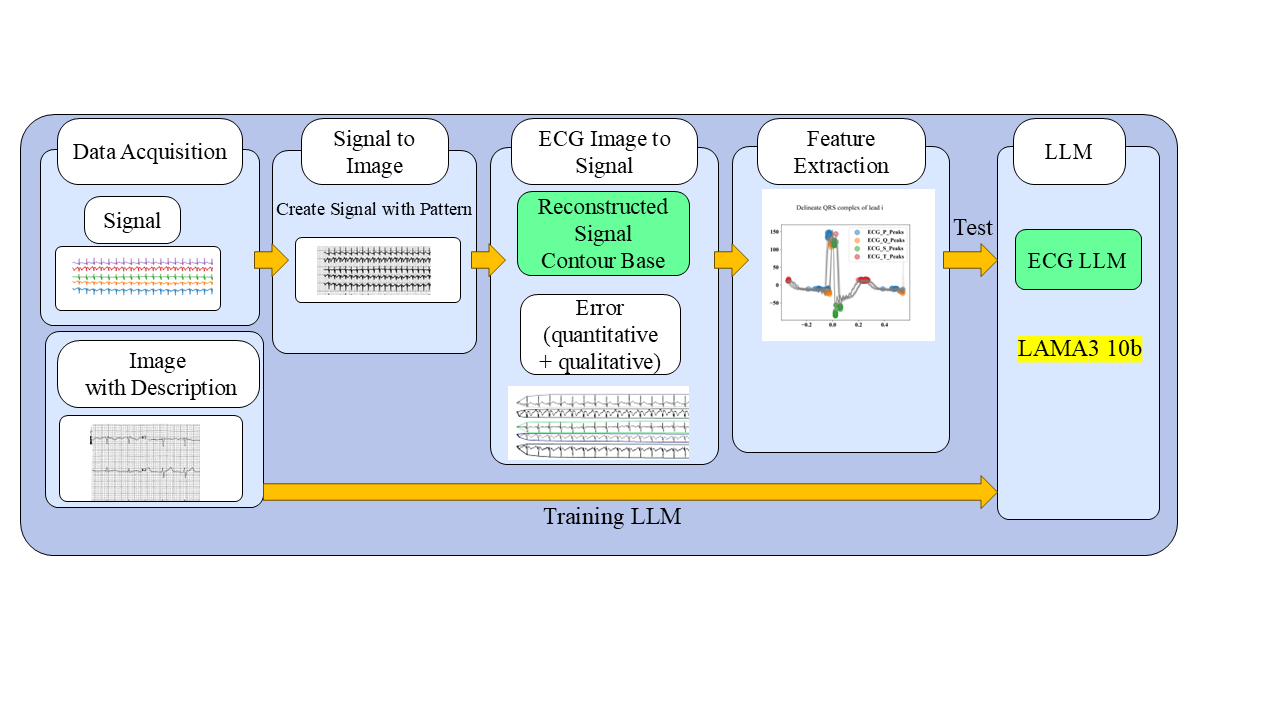 Data Acquisition
Signal
Image
with Description
Signal to
Image
Create Signal with Pattern
ECG Image to
Signal
Reconstructed
Signal
Contour Base
Error
(quantitative
+ qualitative)
Feature
Extraction
Delineate QRS complex of lead i
ECG_P_Peaks
ECG_Q_Peaks
ECG_S_Peaks
ECG_T_Peaks
150
100
50
0
−50
−0.2 0.0 0.2 0.4
Test
LLM
ECG LLM
LAMA3 10b
Training LLM